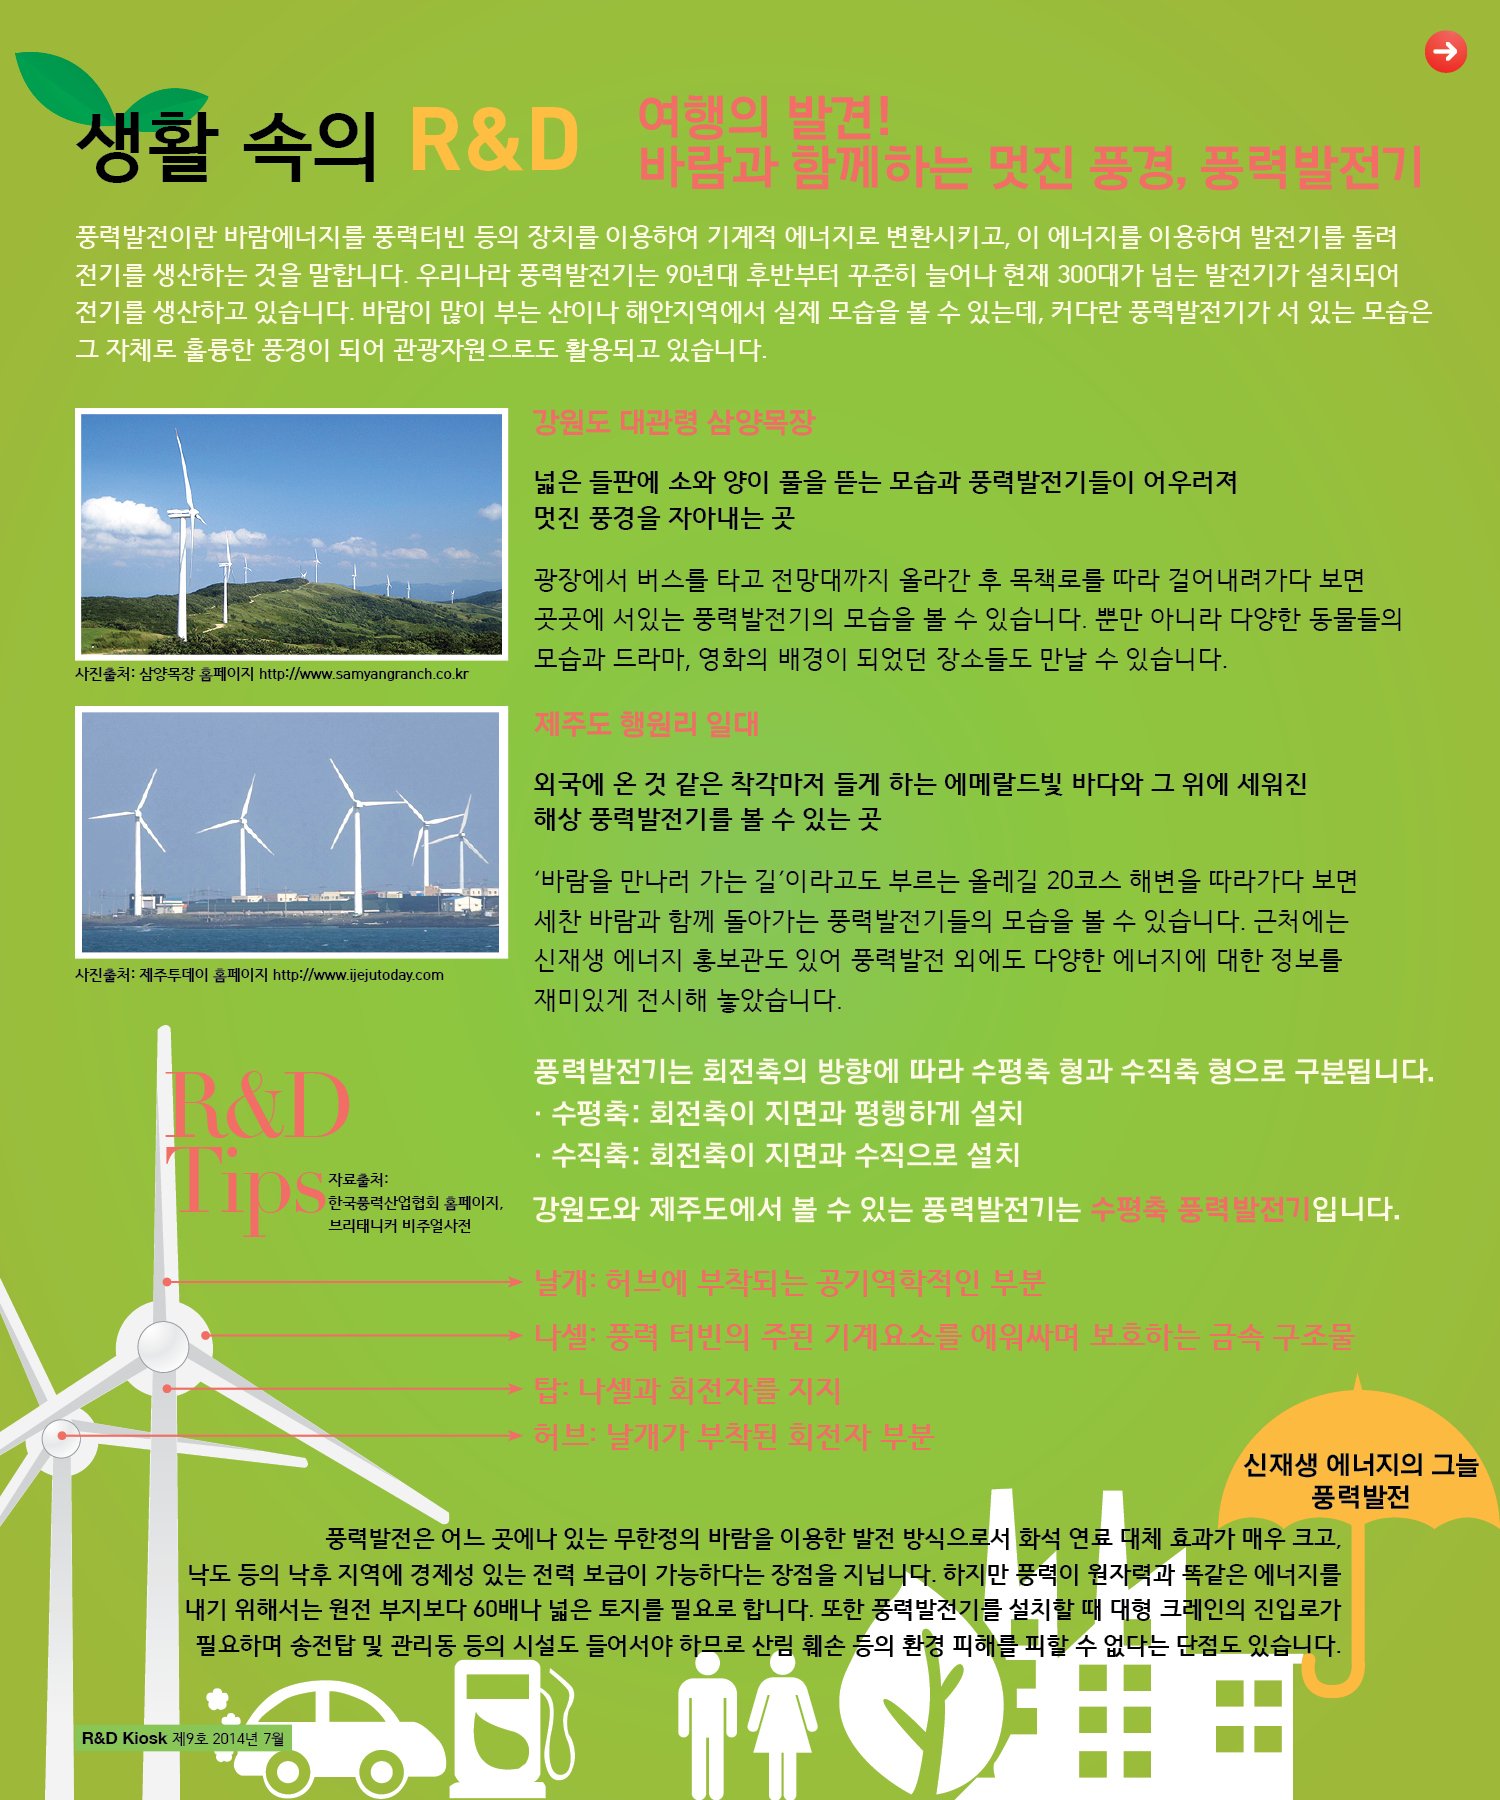 생활 속의 R&D
여행의 발견!
바람과 함께하는 멋진 풍경, 풍력발전기
풍력발전이란 바람에너지를 풍력터빈 등의 장치를 이용하여 기계적 에너지로 변환시키고, 이 에너지를 이용하여 발전기를 돌려
전기를 생산하는 것을 말합니다. 우리나라 풍력발전기는 90년대 후반부터 꾸준히 늘어나 현재 300대가 넘는 발전기가 설치되어
전기를 생산하고 있습니다. 바람이 많이 부는 산이나 해안지역에서 실제 모습을 볼 수 있는데, 커다란 풍력발전기가 서 있는 모습은
그 자체로 훌륭한 풍경이 되어 관광자원으로도 활용되고 있습니다.
강원도 대관령 삼양목장
넓은 들판에 소와 양이 풀을 뜯는 모습과 풍력발전기들이 어우러져
멋진 풍경을 자아내는 곳
광장에서 버스를 타고 전망대까지 올라간 후 목책로를 따라 걸어내려가다 보면
곳곳에 서있는 풍력발전기의 모습을 볼 수 있습니다. 뿐만 아니라 다양한 동물들의
모습과 드라마, 영화의 배경이 되었던 장소들도 만날 수 있습니다.
사진출처: 삼양목장 홈페이지 http://www.samyangranch.co.kr
제주도 행원리 일대
외국에 온 것 같은 착각마저 들게 하는 에메랄드빛 바다와 그 위에 세워진
해상 풍력발전기를 볼 수 있는 곳
‘바람을 만나러 가는 길’이라고도 부르는 올레길 20코스 해변을 따라가다 보면
세찬 바람과 함께 돌아가는 풍력발전기들의 모습을 볼 수 있습니다. 근처에는
신재생 에너지 홍보관도 있어 풍력발전 외에도 다양한 에너지에 대한 정보를
재미있게 전시해 놓았습니다.
사진출처: 제주투데이 홈페이지 http://www.ijejutoday.com
R&D
Tips
자료출처:
한국풍력산업협회 홈페이지,
브리태니커 비주얼사전
풍력발전기는 회전축의 방향에 따라 수평축 형과 수직축 형으로 구분됩니다.
· 수평축: 회전축이 지면과 평행하게 설치
· 수직축: 회전축이 지면과 수직으로 설치
강원도와 제주도에서 볼 수 있는 풍력발전기는 수평축 풍력발전기입니다.
날개: 허브에 부착되는 공기역학적인 부분
나셀: 풍력 터빈의 주된 기계요소를 에워싸며 보호하는 금속 구조물
탑: 나셀과 회전자를 지지
허브: 날개가 부착된 회전자 부분
신재생 에너지의 그늘
풍력발전
풍력발전은 어느 곳에나 있는 무한정의 바람을 이용한 발전 방식으로서 화석 연료 대체 효과가 매우 크고,
낙도 등의 낙후 지역에 경제성 있는 전력 보급이 가능하다는 장점을 지닙니다. 하지만 풍력이 원자력과 똑같은 에너지를
내기 위해서는 원전 부지보다 60배나 넓은 토지를 필요로 합니다. 또한 풍력발전기를 설치할 때 대형 크레인의 진입로가
필요하며 송전탑 및 관리동 등의 시설도 들어서야 하므로 산림 훼손 등의 환경 피해를 피할 수 없다는 단점도 있습니다.
R&D Kiosk 제9호 2014년 7월